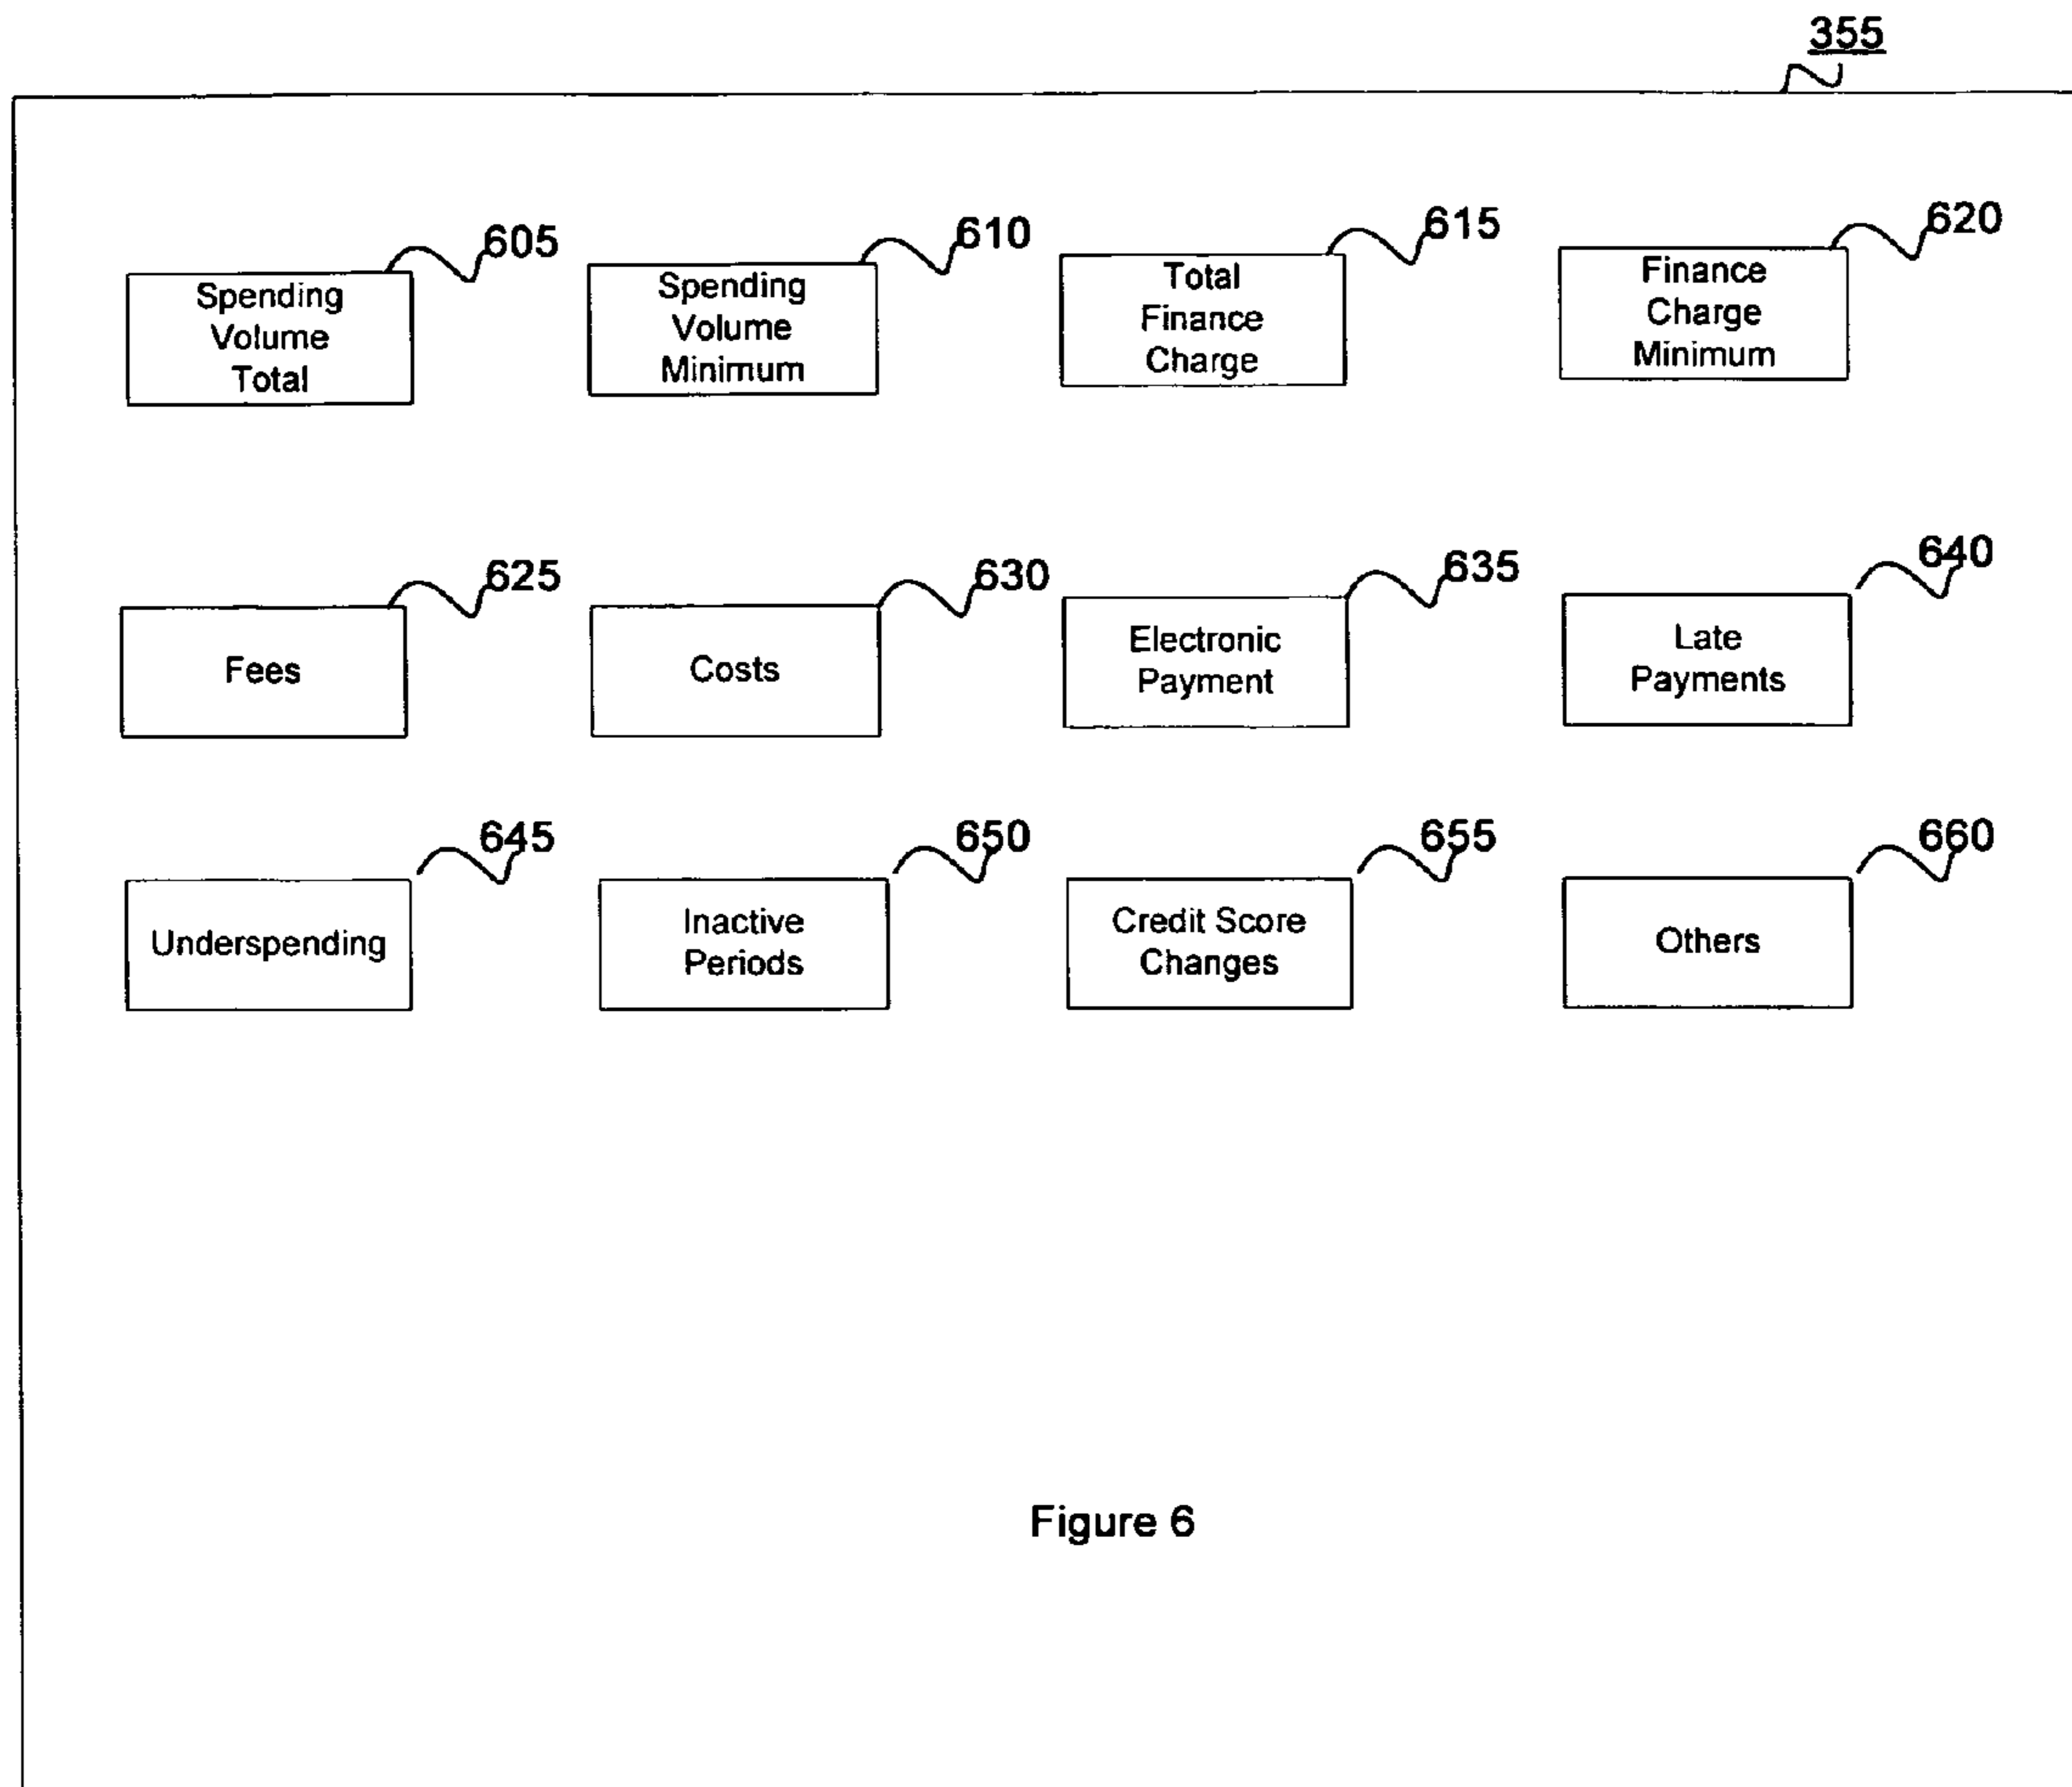 355
605
Spending
Volume
Total
610
Spending
Volume
Minimum
615
Total
Finance
Charge
620
Finance
Charge
Minimum
625
Fees
630
Costs
635
Electronic
Payment
640
Late
Payments
645
Underspending
650
Inactive
Periods
655
Credit Score
Changes
660
Others
Figure 6